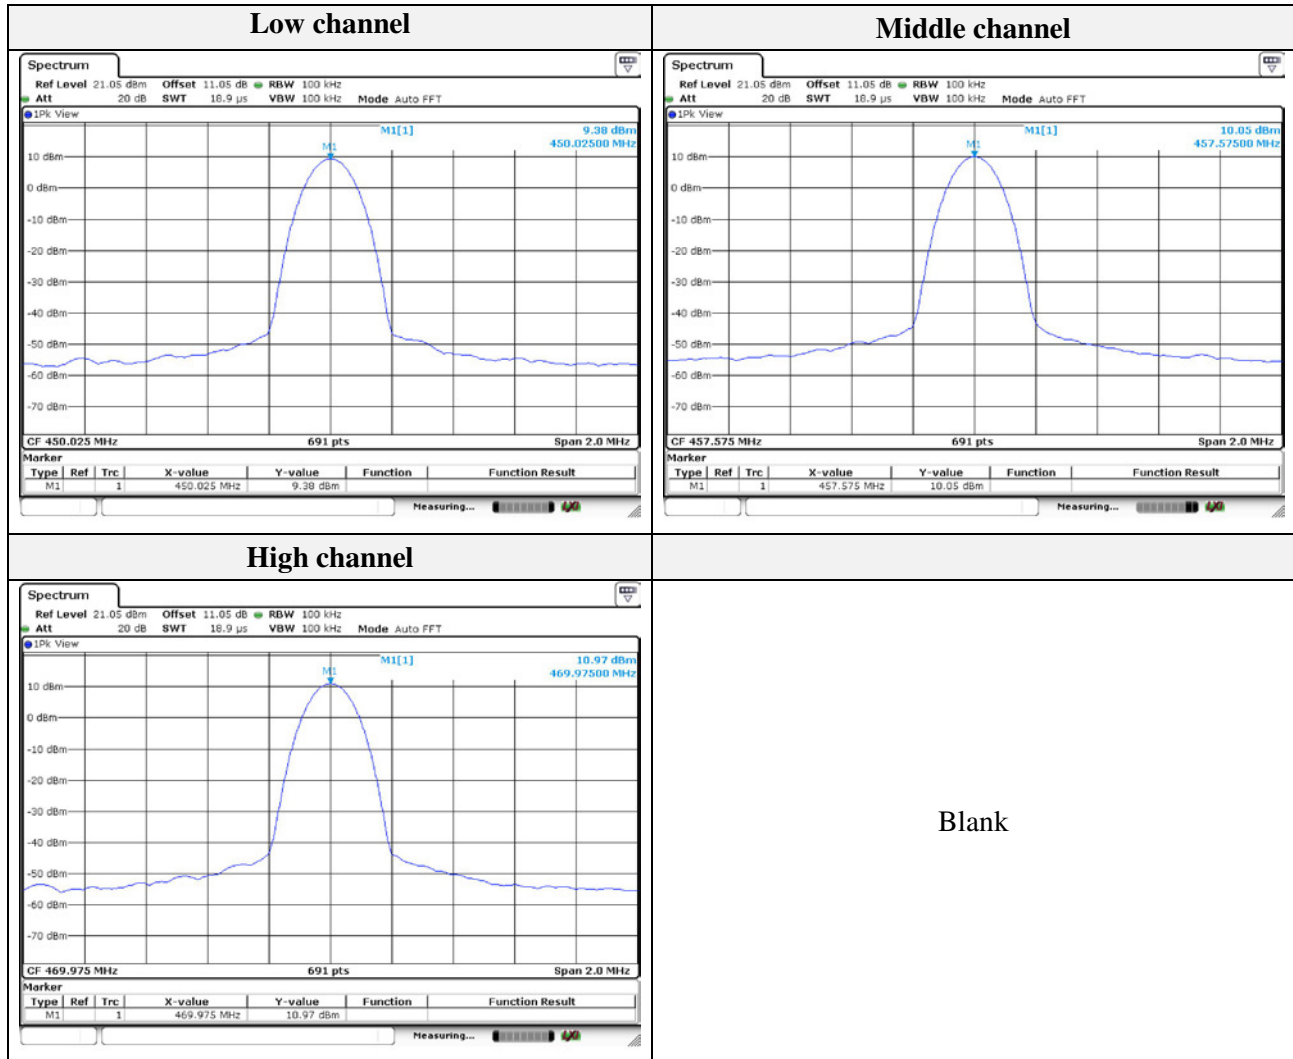 Low channel
Middle channel
Spectrum
Ref Level 21.05 dBm Offset 11.05 dB RBW 100 kHz
Att 20 dB SWT 18.9 µs VBW 100 kHz Mode Auto FFT
1Pk View
M1[1] 9.38 dBm
450.02500 MHz
M1
10 dBm
0 dBm
-10 dBm
-20 dBm
-30 dBm
-40 dBm
-50 dBm
-60 dBm
-70 dBm
CF 450.025 MHz 691 pts Span 2.0 MHz
Marker
Type Ref Trc X-value Y-value Function Function Result
M1 1 450.025 MHz 9.38 dBm
Measuring...
Spectrum
Ref Level 21.05 dBm Offset 11.05 dB RBW 100 kHz
Att 20 dB SWT 18.9 µs VBW 100 kHz Mode Auto FFT
1Pk View
M1[1] 10.05 dBm
457.57500 MHz
M1
10 dBm
0 dBm
-10 dBm
-20 dBm
-30 dBm
-40 dBm
-50 dBm
-60 dBm
-70 dBm
CF 457.575 MHz 691 pts Span 2.0 MHz
Marker
Type Ref Trc X-value Y-value Function Function Result
M1 1 457.575 MHz 10.05 dBm
Measuring...
High channel
Spectrum
Ref Level 21.05 dBm Offset 11.05 dB RBW 100 kHz
Att 20 dB SWT 18.9 µs VBW 100 kHz Mode Auto FFT
1Pk View
M1[1] 10.97 dBm
469.97500 MHz
M1
10 dBm
0 dBm
-10 dBm
-20 dBm
-30 dBm
-40 dBm
-50 dBm
-60 dBm
-70 dBm
CF 469.975 MHz 691 pts Span 2.0 MHz
Marker
Type Ref Trc X-value Y-value Function Function Result
M1 1 469.975 MHz 10.97 dBm
Measuring...
Blank